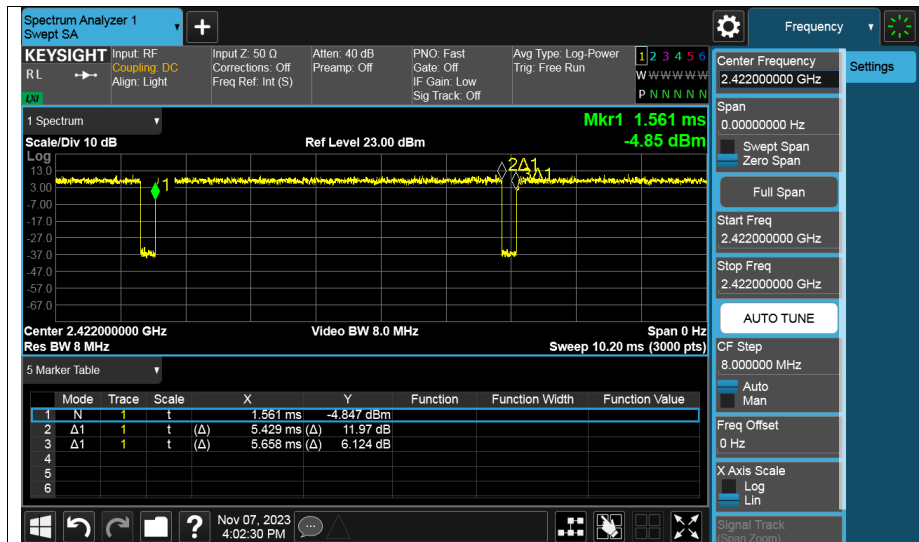 Spectrum Analyzer 1
Swept SA
+
Frequency
KEYSIGHT
RL
LXI
Input: RF
Coupling: DC
Align: Light
Input Z: 50 Ω
Corrections: Off
Freq Ref: Int (S)
Atten: 40 dB
Preamp: Off
PNO: Fast
Gate: Off
IF Gain: Low
Sig Track: Off
Avg Type: Log-Power
Trig: Free Run
1 2 3 4 5 6
W W W W W W
P N N N N N
1 Spectrum
Scale/Div 10 dB
Ref Level 23.00 dBm
Mkr1 1.561 ms
-4.85 dBm
Log
13.0
3.00
-7.00
-17.0
-27.0
-37.0
-47.0
-57.0
-67.0
1
2Δ1
3Δ1
Center 2.422000000 GHz
Video BW 8.0 MHz
Span 0 Hz
Res BW 8 MHz
Sweep 10.20 ms (3000 pts)
5 Marker Table
Mode Trace Scale X Y Function Function Width Function Value
1 N 1 t 1.561 ms -4.847 dBm
2 Δ1 1 t (Δ) 5.429 ms (Δ) 11.97 dB
3 Δ1 1 t (Δ) 5.658 ms (Δ) 6.124 dB
4
5
6
?
Nov 07, 2023
4:02:30 PM
Center Frequency
2.422000000 GHz
Settings
Span
0.00000000 Hz
Swept Span
Zero Span
Full Span
Start Freq
2.422000000 GHz
Stop Freq
2.422000000 GHz
AUTO TUNE
CF Step
8.000000 MHz
Auto
Man
Freq Offset
0 Hz
X Axis Scale
Log
Lin
Signal Track
(Span Zoom)